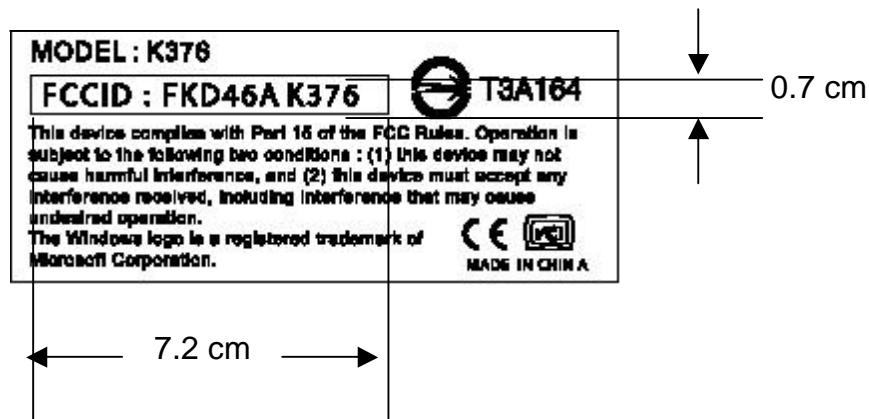 MODEL : K376
FCCID : FKD46A K376
T3A164
0.7 cm
This device complies with Part 15 of the FCC Rules. Operation is
subject to the following two conditions : (1) this device may not
cause harmful interference, and (2) this device must accept any
interference received, including interference that may cause
undesired operation.
The Windows logo is a registered trademark of
Microsoft Corporation.
CE
MADE IN CHINA
7.2 cm